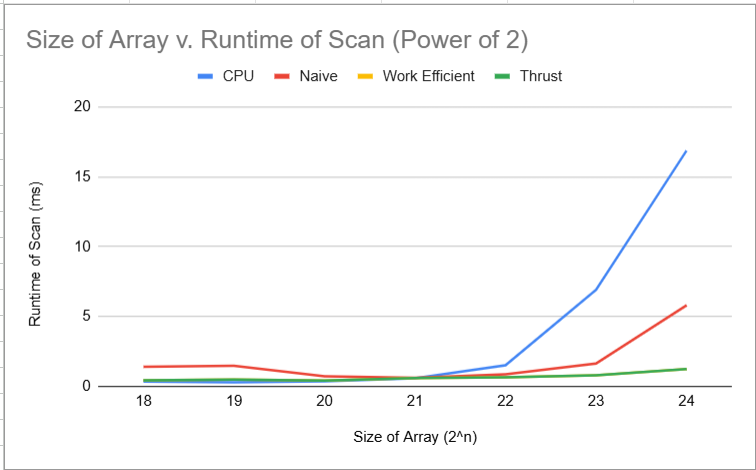 Size of Array v. Runtime of Scan (Power of 2)
CPU Naive Work Efficient Thrust
20
15
10
5
0
Runtime of Scan (ms)
18 19 20 21 22 23 24
Size of Array (2^n)